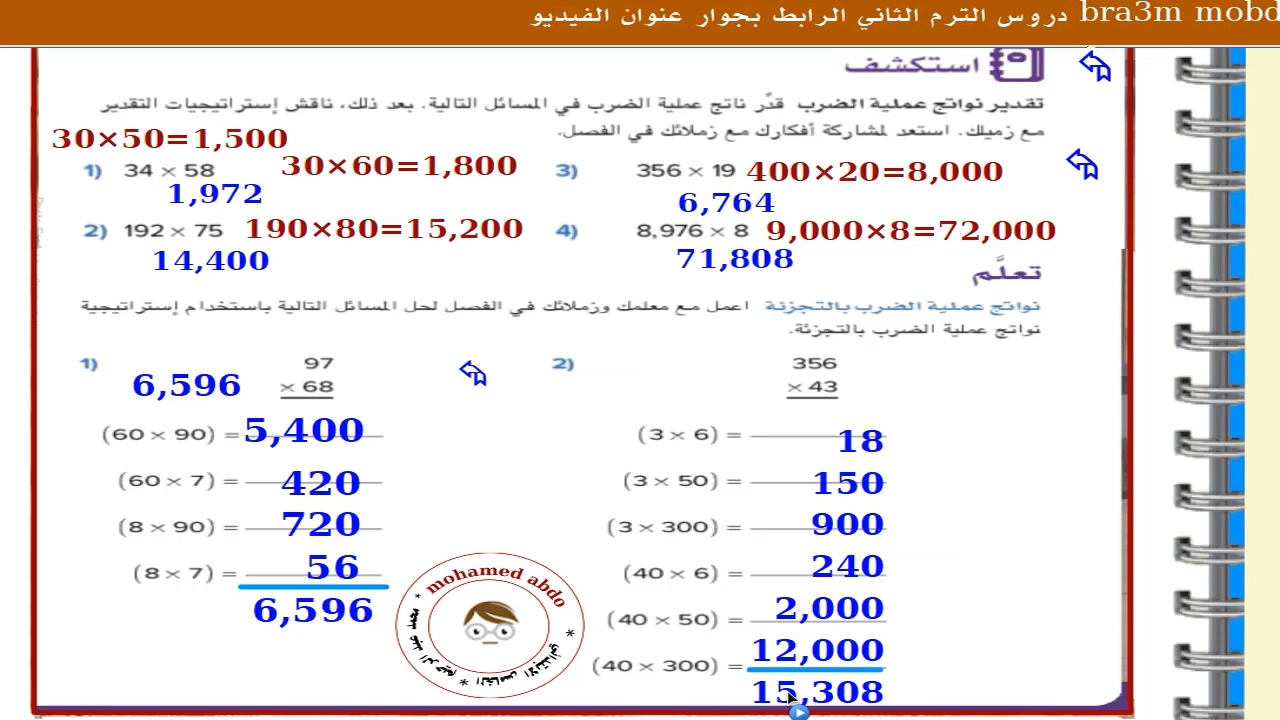 bra3m mobd دروس الترم الثاني الرابط بجوار عنوان الفيديو
استكشف
تقدير نواتج عملية الضرب قدِّر ناتج عملية الضرب في المسائل التالية. بعد ذلك، ناقش إستراتيجيات التقدير
مع زميلك. استعد لمشاركة أفكارك مع زملائك في الفصل.
30×50=1,500
1) 34 × 58 30×60=1,800
1,972
3) 356 × 19 400×20=8,000
6,764
2) 192 × 75 190×80=15,200
14,400
4) 8,976 × 8 9,000×8=72,000
71,808
تعلَّم
نواتج عملية الضرب بالتجزئة اعمل مع معلمك وزملائك في الفصل لحل المسائل التالية باستخدام إستراتيجية
نواتج عملية الضرب بالتجزئة.
1) 97
× 68
6,596
(60 × 90) = 5,400
(60 × 7) = 420
(8 × 90) = 720
(8 × 7) = 56
6,596
2) 356
× 43
(3 × 6) = 18
(3 × 50) = 150
(3 × 300) = 900
(40 × 6) = 240
(40 × 50) = 2,000
(40 × 300) = 12,000
15,308
mohamed abdo